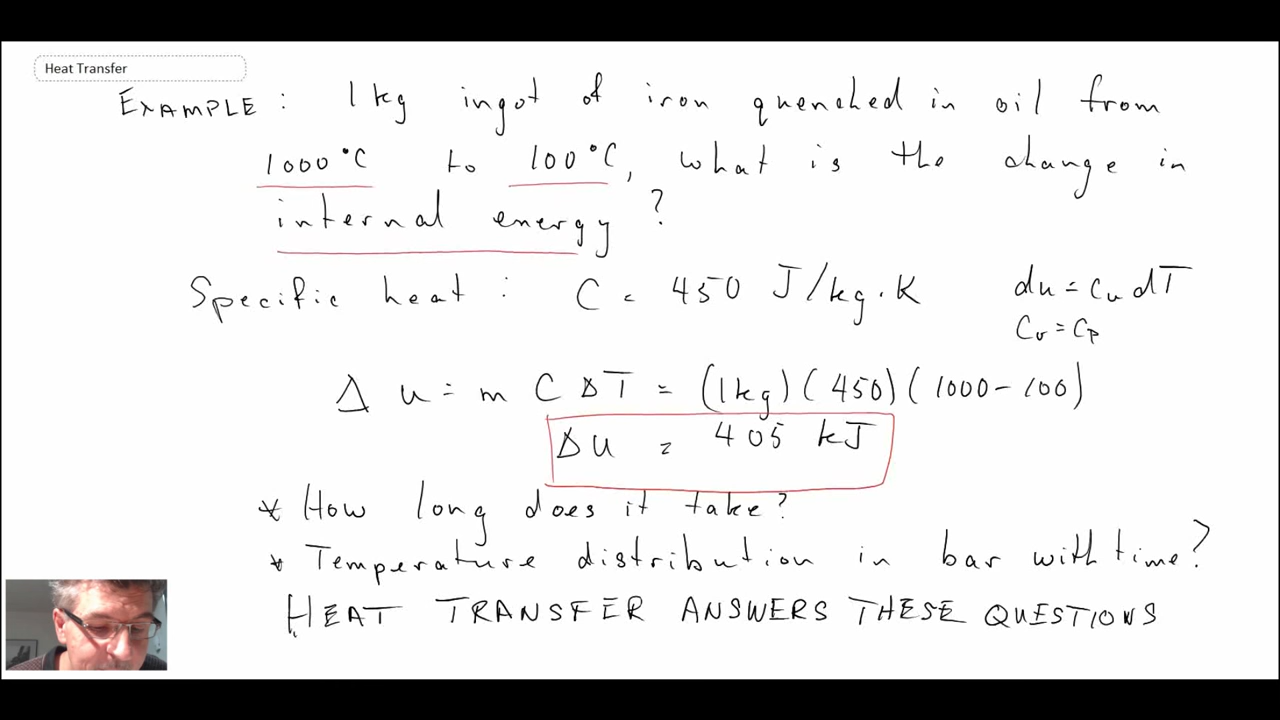 Heat Transfer
EXAMPLE: 1 kg ingot of iron quenched in oil from
1000°C to 100°C, what is the change in
internal energy?
Specific heat: C = 450 J/kg·K
du = Cv dT
Cv = Cp
Δu = m C ΔT = (1kg)(450)(1000-100)
Δu = 405 kJ
* How long does it take?
* Temperature distribution in bar with time?
HEAT TRANSFER ANSWERS THESE QUESTIONS